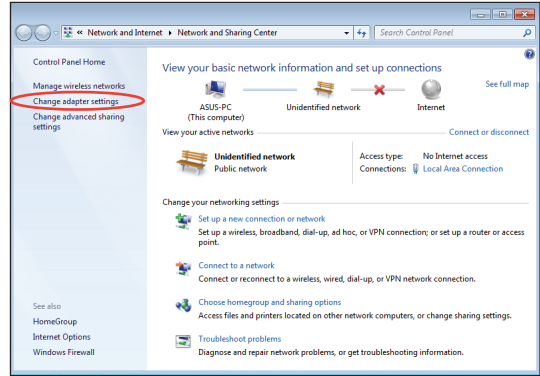 « Network and Internet ▸ Network and Sharing Center
Search Control Panel
Control Panel Home
Manage wireless networks
Change adapter settings
Change advanced sharing
settings
See also
HomeGroup
Internet Options
Windows Firewall
View your basic network information and set up connections
See full map
ASUS-PC
(This computer)
Unidentified network
Internet
View your active networks
Connect or disconnect
Unidentified network
Public network
Access type: No Internet access
Connections: Local Area Connection
Change your networking settings
Set up a new connection or network
Set up a wireless, broadband, dial-up, ad hoc, or VPN connection; or set up a router or access
point.
Connect to a network
Connect or reconnect to a wireless, wired, dial-up, or VPN network connection.
Choose homegroup and sharing options
Access files and printers located on other network computers, or change sharing settings.
Troubleshoot problems
Diagnose and repair network problems, or get troubleshooting information.